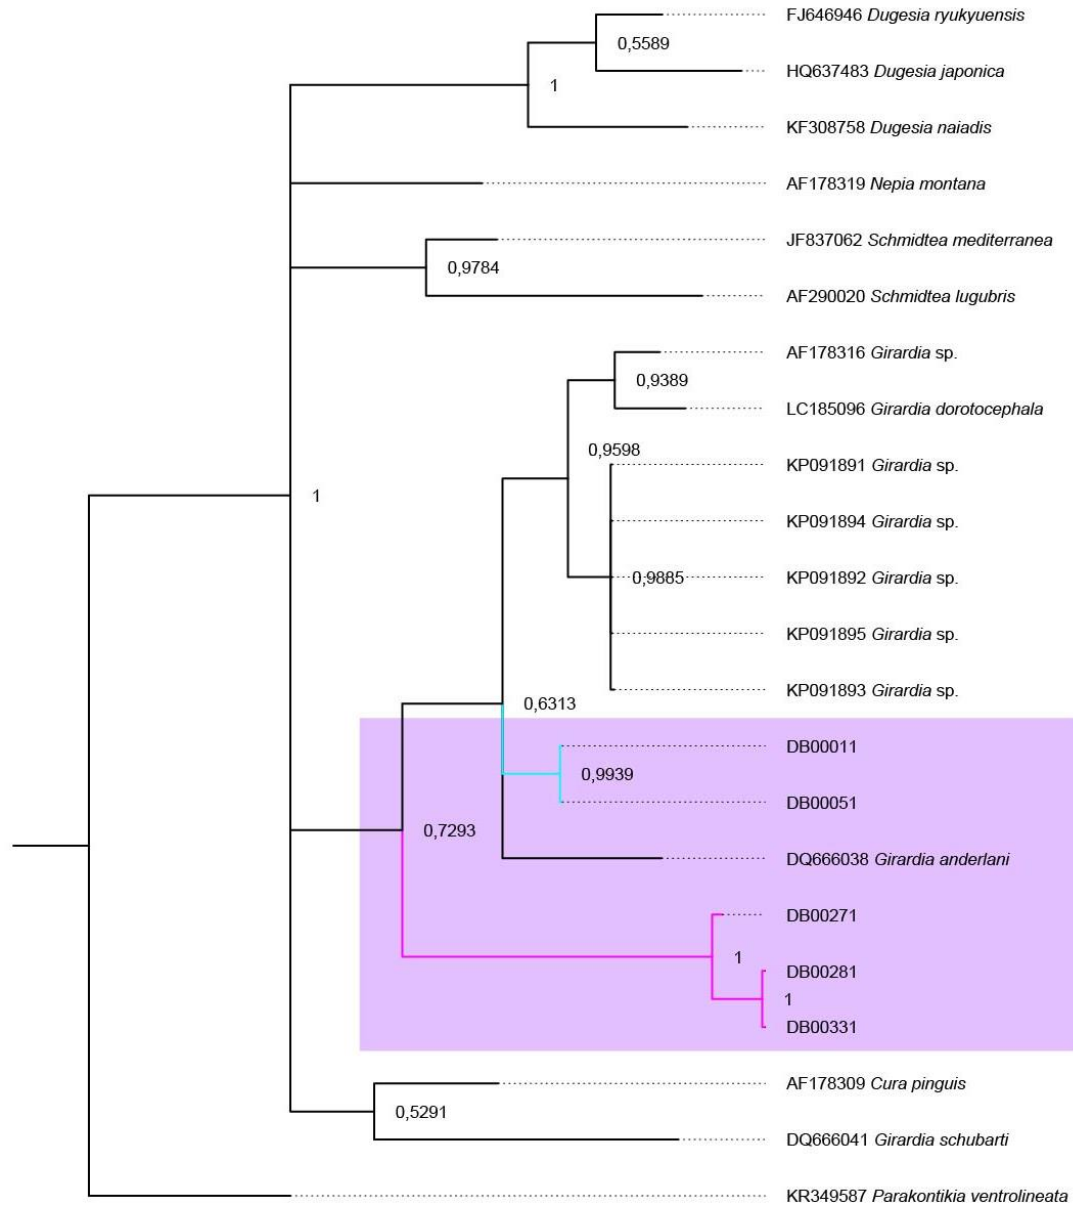 FJ646946 Dugesia ryukyuensis
0,5589
HQ637483 Dugesia japonica
1
KF308758 Dugesia naiadis
AF178319 Nepia montana
JF837062 Schmidtea mediterranea
0,9784
AF290020 Schmidtea lugubris
AF178316 Girardia sp.
0,9389
LC185096 Girardia dorotocephala
0,9598
KP091891 Girardia sp.
1
KP091894 Girardia sp.
0,9885
KP091892 Girardia sp.
KP091895 Girardia sp.
KP091893 Girardia sp.
0,6313
DB00011
0,9939
DB00051
0,7293
DQ666038 Girardia anderlani
DB00271
1
DB00281
1
DB00331
AF178309 Cura pinguis
0,5291
DQ666041 Girardia schubarti
KR349587 Parakontikia ventrolineata